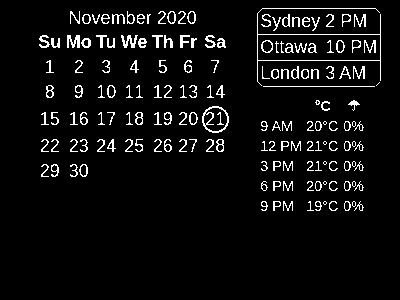 November 2020
Su Mo Tu We Th Fr Sa
1 2 3 4 5 6 7
8 9 10 11 12 13 14
15 16 17 18 19 20 21
22 23 24 25 26 27 28
29 30
Sydney 2 PM
Ottawa 10 PM
London 3 AM
°C ☂
9 AM 20°C 0%
12 PM 21°C 0%
3 PM 21°C 0%
6 PM 20°C 0%
9 PM 19°C 0%